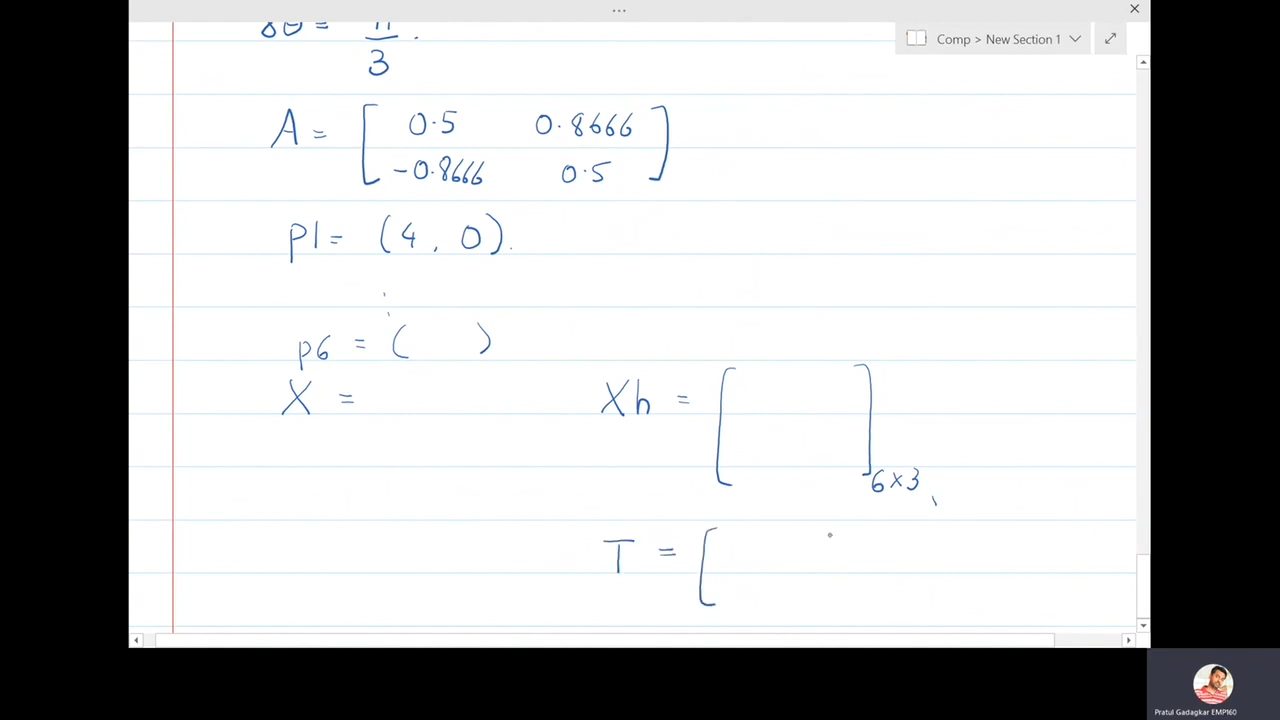 ...
Comp > New Section 1
δθ = π
3 .
A = [ 0.5 0.8666
-0.8666 0.5 ]
p1 = (4, 0).
p6 = ( )
X = Xh = [ ] 6×3
T = [
Pratul Gadagkar EMP160